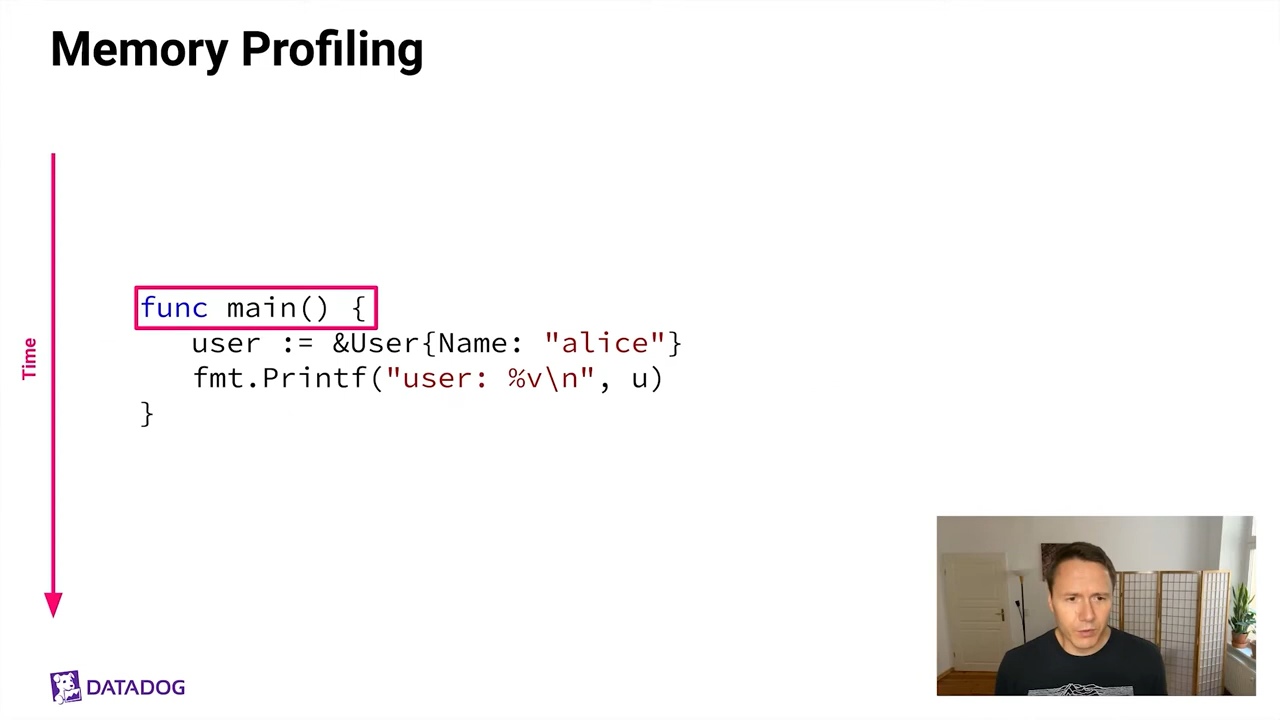 Memory Profiling
Time
func main() {
user := &User{Name: "alice"}
fmt.Printf("user: %v\n", u)
}
DATADOG